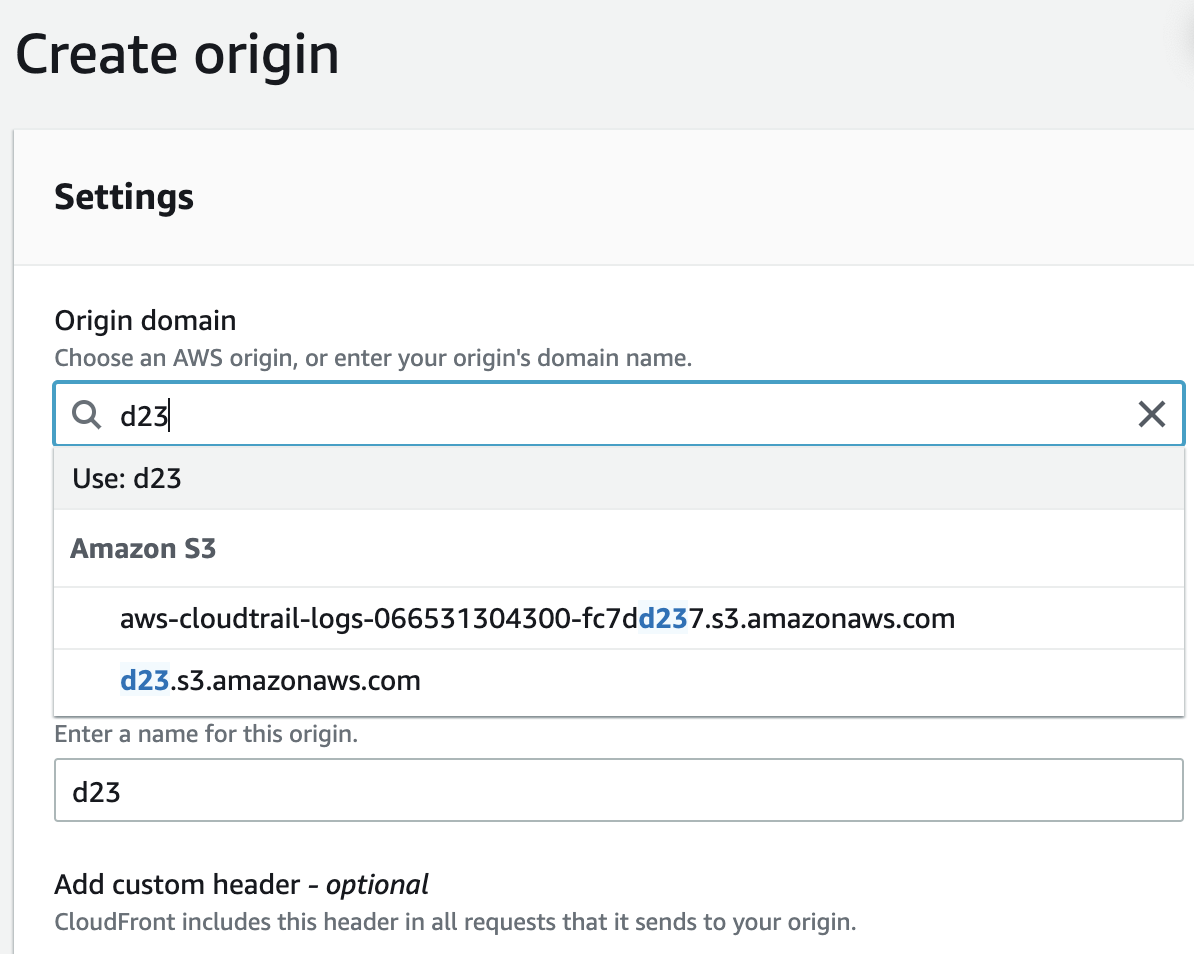 Create origin
Settings
Origin domain
Choose an AWS origin, or enter your origin's domain name.
d23
Use: d23
Amazon S3
aws-cloudtrail-logs-066531304300-fc7dd237.s3.amazonaws.com
d23.s3.amazonaws.com
Enter a name for this origin.
d23
Add custom header - optional
CloudFront includes this header in all requests that it sends to your origin.